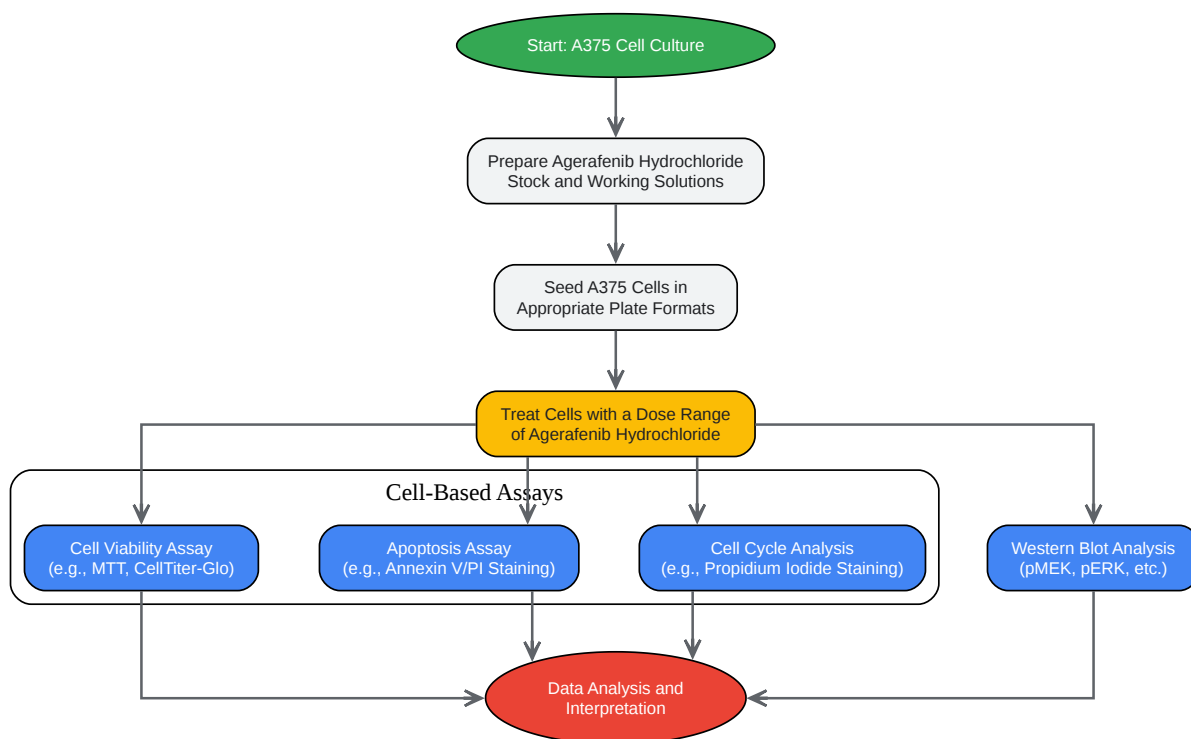 Start: A375 Cell Culture
Prepare Agerafenib Hydrochloride
Stock and Working Solutions
Seed A375 Cells in
Appropriate Plate Formats
Treat Cells with a Dose Range
of Agerafenib Hydrochloride
Cell-Based Assays
Cell Viability Assay
(e.g., MTT, CellTiter-Glo)
Apoptosis Assay
(e.g., Annexin V/PI Staining)
Cell Cycle Analysis
(e.g., Propidium Iodide Staining)
Western Blot Analysis
(pMEK, pERK, etc.)
Data Analysis and
Interpretation